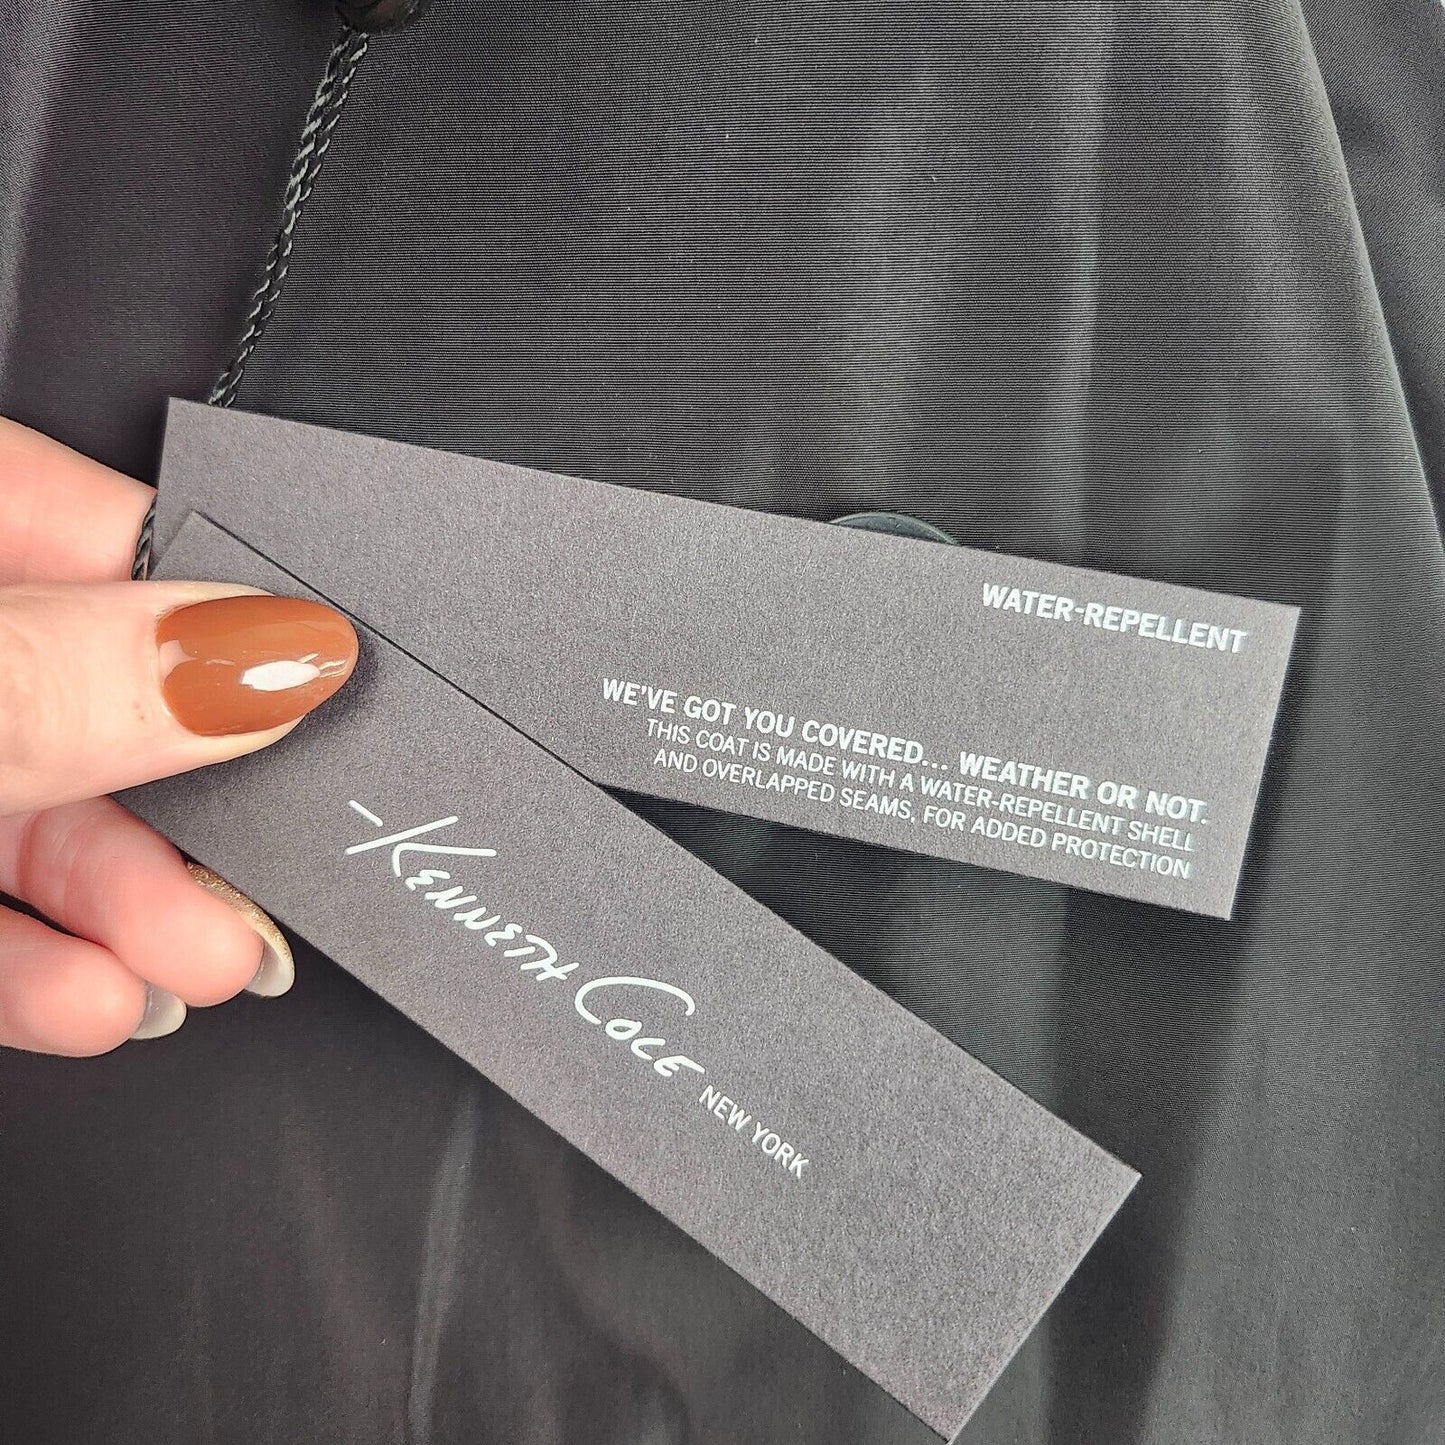 WATER-REPELLENT
WE'VE GOT YOU COVERED... WEATHER OR NOT.
THIS COAT IS MADE WITH A WATER-REPELLENT SHELL
AND OVERLAPPED SEAMS, FOR ADDED PROTECTION
KENNETH COLE NEW YORK